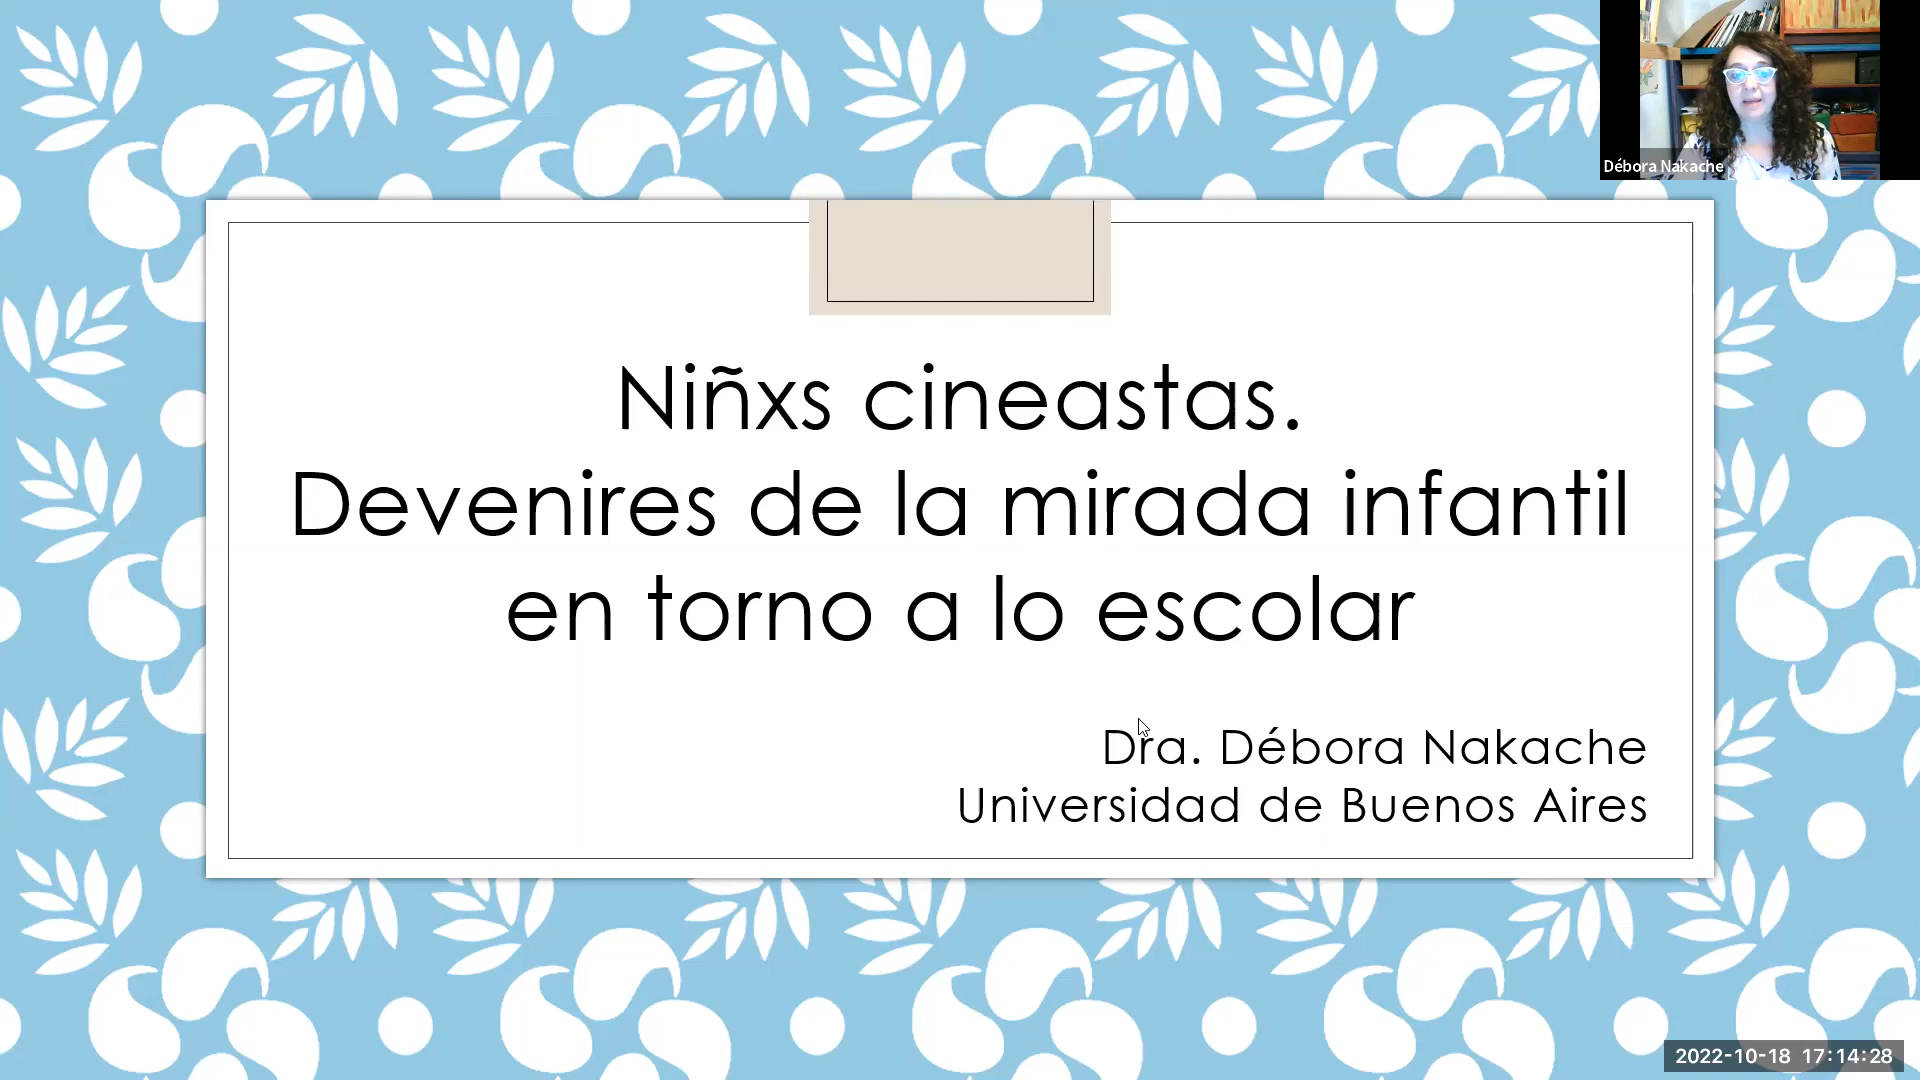 Débora Nakache
Niñxs cineastas.
Devenires de la mirada infantil
en torno a lo escolar
Dra. Débora Nakache
Universidad de Buenos Aires
2022-10-18 17:14:28